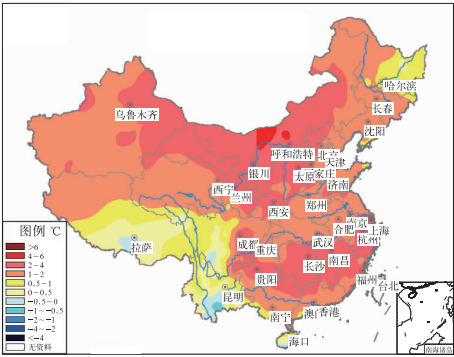 哈尔滨
长春
乌鲁木齐
沈阳
呼和浩特
北京
天津
银川
太原
家庄
济南
西宁
兰州
西安
郑州
南京
合肥
上海
杭州
拉萨
成都
重庆
武汉
长沙
南昌
贵阳
福州
台北
昆明
南宁
澳门
香港
海口
图例 ℃
>6
4~6
2~4
1~2
0.5~1
0~0.5
-0.5~0
-1~-0.5
-2~-1
-4~-2
<-4
无资料
南海诸岛